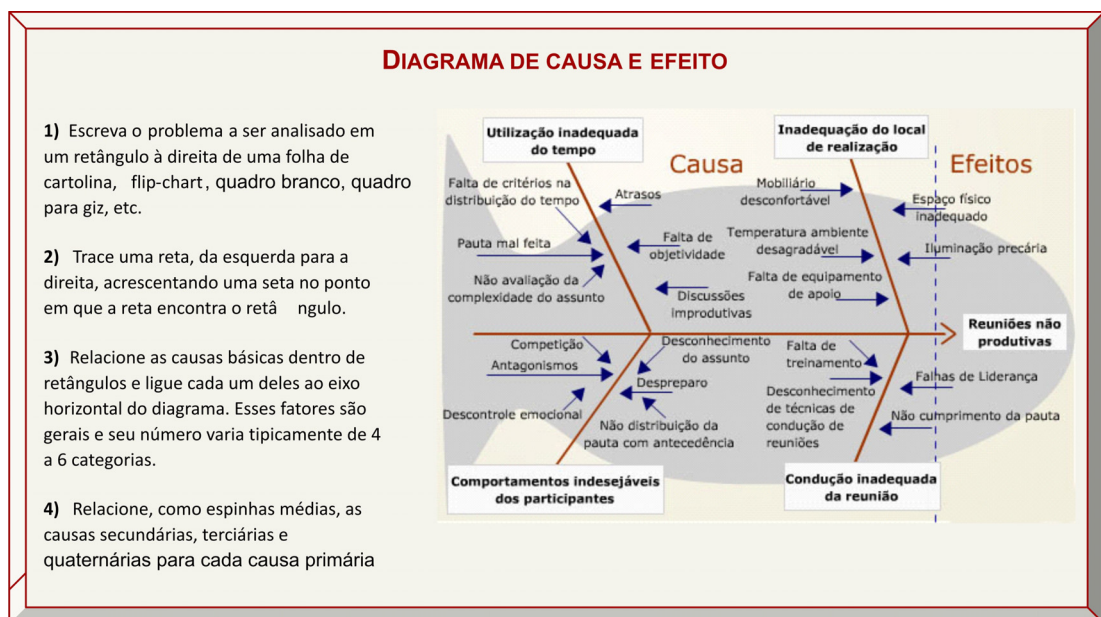 DIAGRAMA DE CAUSA E EFEITO
1) Escreva o problema a ser analisado em
um retângulo à direita de uma folha de
cartolina, flip-chart, quadro branco, quadro
para giz, etc.
2) Trace uma reta, da esquerda para a
direita, acrescentando uma seta no ponto
em que a reta encontra o retâ ngulo.
3) Relacione as causas básicas dentro de
retângulos e ligue cada um deles ao eixo
horizontal do diagrama. Esses fatores são
gerais e seu número varia tipicamente de 4
a 6 categorias.
4) Relacione, como espinhas médias, as
causas secundárias, terciárias e
quaternárias para cada causa primária
Utilização inadequada
do tempo
Causa
Inadequação do local
de realização
Efeitos
Falta de critérios na
distribuição do tempo
Atrasos
Pauta mal feita
Falta de
objetividade
Não avaliação da
complexidade do assunto
Discussões
improdutivas
Mobiliário
desconfortável
Espaço físico
inadequado
Temperatura ambiente
desagradável
Iluminação precária
Falta de equipamento
de apoio
Reuniões não
produtivas
Competição
Antagonismos
Descontrole emocional
Desconhecimento
do assunto
Despreparo
Não distribuição da
pauta com antecedência
Falta de
treinamento
Desconhecimento
de técnicas de
condução de
reuniões
Falhas de Liderança
Não cumprimento da pauta
Comportamentos indesejáveis
dos participantes
Condução inadequada
da reunião